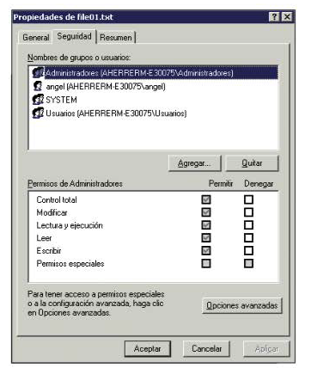 Propiedades de file01.txt
General Seguridad Resumen
Nombres de grupos o usuarios:
Administradores (AHERRERM-E30075\Administradores)
angel (AHERRERM-E30075\angel)
SYSTEM
Usuarios (AHERRERM-E30075\Usuarios)
Agregar... Quitar
Permisos de Administradores Permitir Denegar
Control total
Modificar
Lectura y ejecución
Leer
Escribir
Permisos especiales
Para tener acceso a permisos especiales
o a la configuración avanzada, haga clic
en Opciones avanzadas.
Opciones avanzadas
Aceptar Cancelar Aplicar